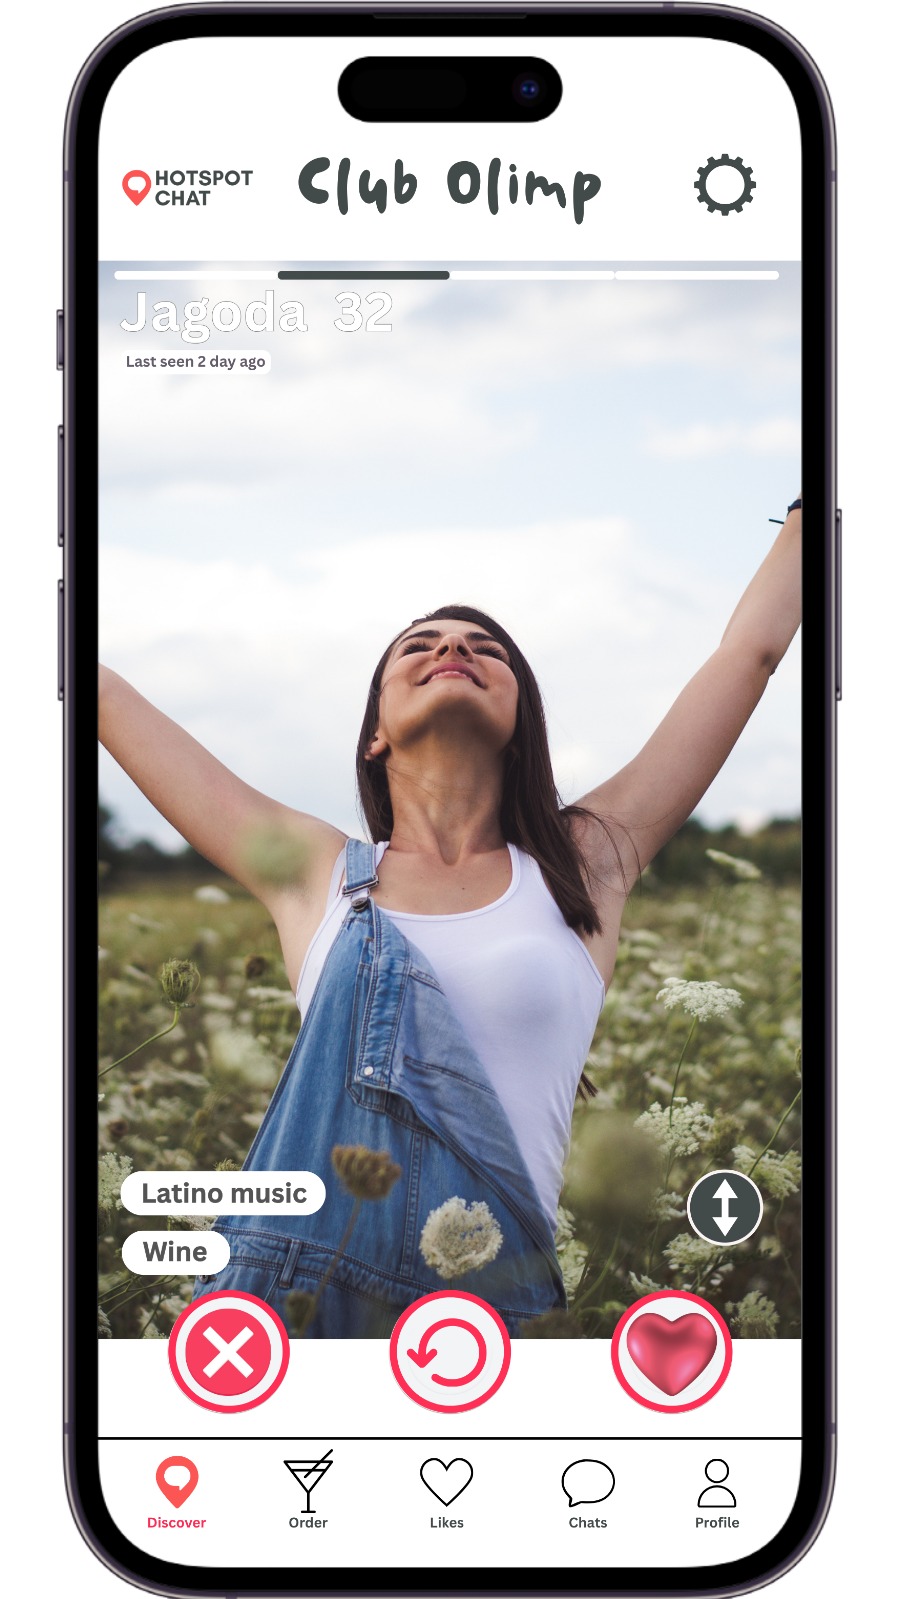 HOTSPOT
CHAT
Club Olimp
Jagoda 32
Last seen 2 day ago
Latino music
Wine
Discover
Order
Likes
Chats
Profile